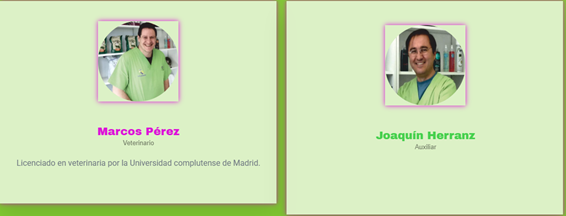 Marcos Pérez
Veterinario
Licenciado en veterinaria por la Universidad complutense de Madrid.
Joaquín Herranz
Auxiliar